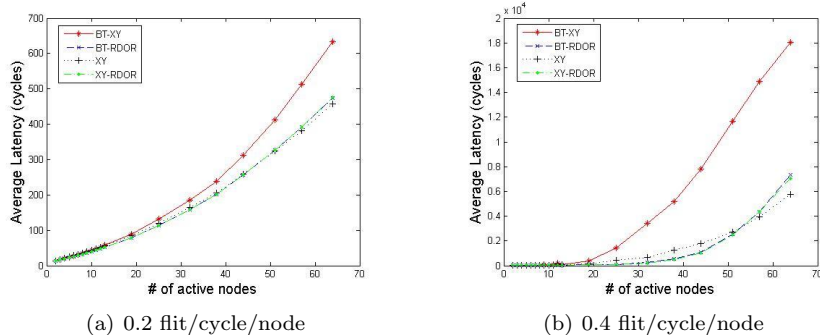 700
600
500
400
300
200
100
0
0
10
20
30
40
50
60
70
Average Latency (cycles)
# of active nodes
BT-XY
BT-RDOR
XY
XY-RDOR
(a) 0.2 flit/cycle/node
x 10^4
2
1.8
1.6
1.4
1.2
1
0.8
0.6
0.4
0.2
0
0
10
20
30
40
50
60
70
Average Latency (cycles)
# of active nodes
BT-XY
BT-RDOR
XY
XY-RDOR
(b) 0.4 flit/cycle/node